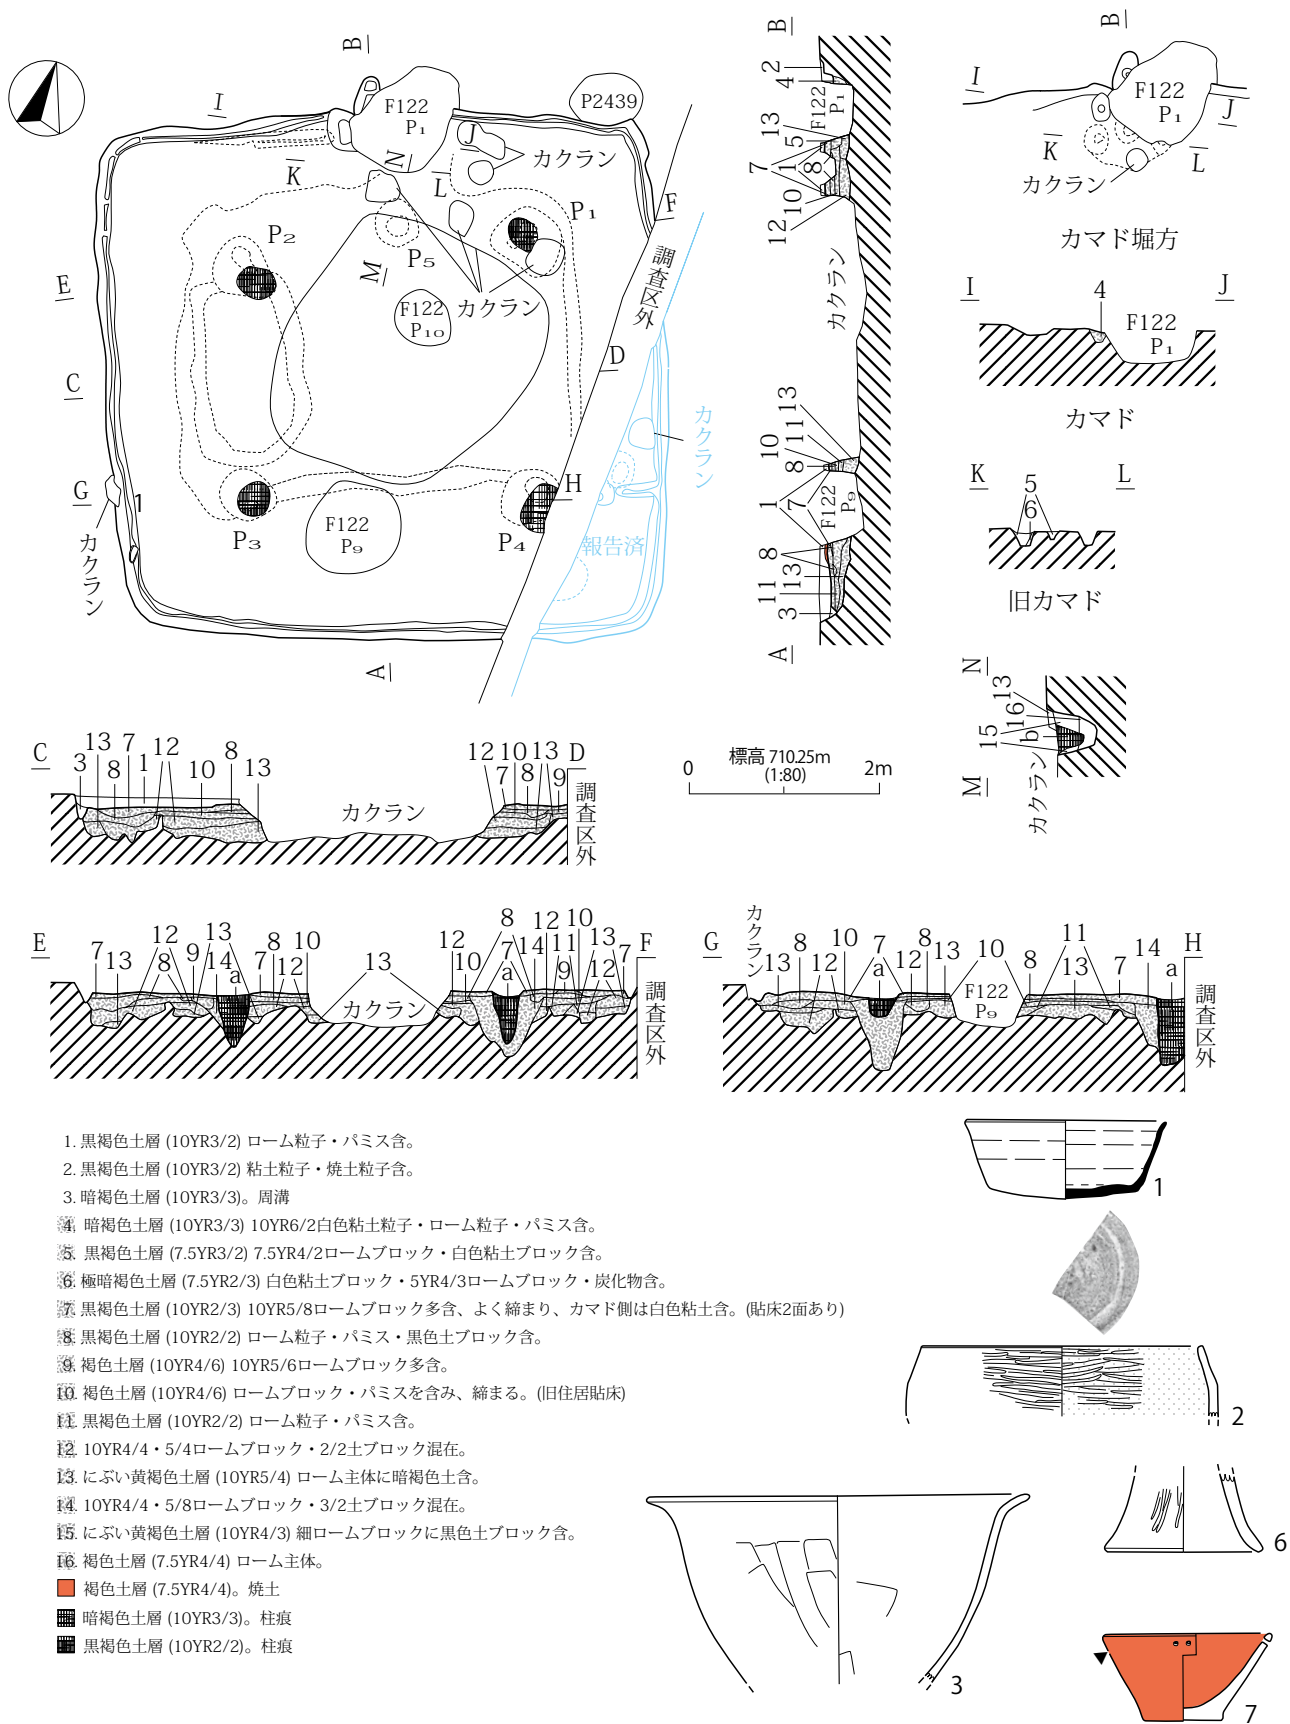 B
I
F122
P1
P2439
J
N
カクラン
K
L
P1
F
P2
P5
M
E
カクラン
F122
P10
調査区外
D
C
カクラン
G
1
H
カクラン
P3
F122
P9
P4
報告済
A
B
2
4
F122
P1
13
5
7
1
8
10
12
カクラン
13
11
10
8
1
7
F122
P9
8
13
11
3
A
B
I
F122
P1
J
K
L
カクラン
カマド堀方
I
4
J
F122
P1
カマド
K
5
L
6
旧カマド
N
13
16
15
b
M
カクラン
C
3 13 7 1 12 8 13
8 10
カクラン
12 10 13 D
7 8 9
調査区外
標高 710.25m
0 (1:80) 2m
E
7 13 12 8 9 13 14 a 7 8 12 10
13
カクラン
12 10 8 7 a 14 12 11 9 10 13 12 7
F
調査区外
G
カクラン
13 8 12 10 7 a 12 8 13 10
F122
P9
8 11 13 7 14 a
H
調査区外
1. 黒褐色土層 (10YR3/2) ローム粒子・パミス含。
2. 黒褐色土層 (10YR3/2) 粘土粒子・焼土粒子含。
3. 暗褐色土層 (10YR3/3)。周溝
4. 暗褐色土層 (10YR3/3) 10YR6/2白色粘土粒子・ローム粒子・パミス含。
5. 黒褐色土層 (7.5YR3/2) 7.5YR4/2ロームブロック・白色粘土ブロック含。
6. 極暗褐色土層 (7.5YR2/3) 白色粘土ブロック・5YR4/3ロームブロック・炭化物含。
7. 黒褐色土層 (10YR2/3) 10YR5/8ロームブロック多含、よく締まり、カマド側は白色粘土含。(貼床2面あり)
8. 黒褐色土層 (10YR2/2) ローム粒子・パミス・黒色土ブロック含。
9. 褐色土層 (10YR4/6) 10YR5/6ロームブロック多含。
10. 褐色土層 (10YR4/6) ロームブロック・パミスを含み、締まる。(旧住居貼床)
11. 黒褐色土層 (10YR2/2) ローム粒子・パミス含。
12. 10YR4/4・5/4ロームブロック・2/2土ブロック混在。
13. にぶい黄褐色土層 (10YR5/4) ローム主体に暗褐色土含。
14. 10YR4/4・5/8ロームブロック・3/2土ブロック混在。
15. にぶい黄褐色土層 (10YR4/3) 細ロームブロックに黒色土ブロック含。
16. 褐色土層 (7.5YR4/4) ローム主体。
褐色土層 (7.5YR4/4)。焼土
暗褐色土層 (10YR3/3)。柱痕
黒褐色土層 (10YR2/2)。柱痕
1
2
3
6
7